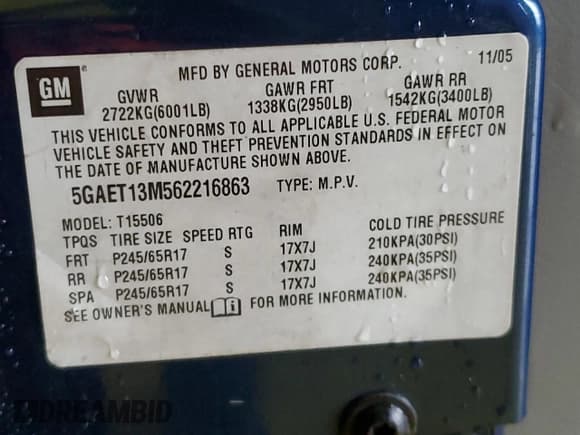 GM
MFD BY GENERAL MOTORS CORP. 11/05
GVWR GAWR FRT GAWR RR
2722KG(6001LB) 1338KG(2950LB) 1542KG(3400LB)
THIS VEHICLE CONFORMS TO ALL APPLICABLE U.S. FEDERAL MOTOR
VEHICLE SAFETY AND THEFT PREVENTION STANDARDS IN EFFECT ON
THE DATE OF MANUFACTURE SHOWN ABOVE.
5GAET13M562216863 TYPE: M.P.V.
MODEL: T15506
TPQS TIRE SIZE SPEED RTG RIM COLD TIRE PRESSURE
FRT P245/65R17 S 17X7J 210KPA(30PSI)
RR P245/65R17 S 17X7J 240KPA(35PSI)
SPA P245/65R17 S 17X7J 240KPA(35PSI)
SEE OWNER'S MANUAL i FOR MORE INFORMATION.
DREAMBID